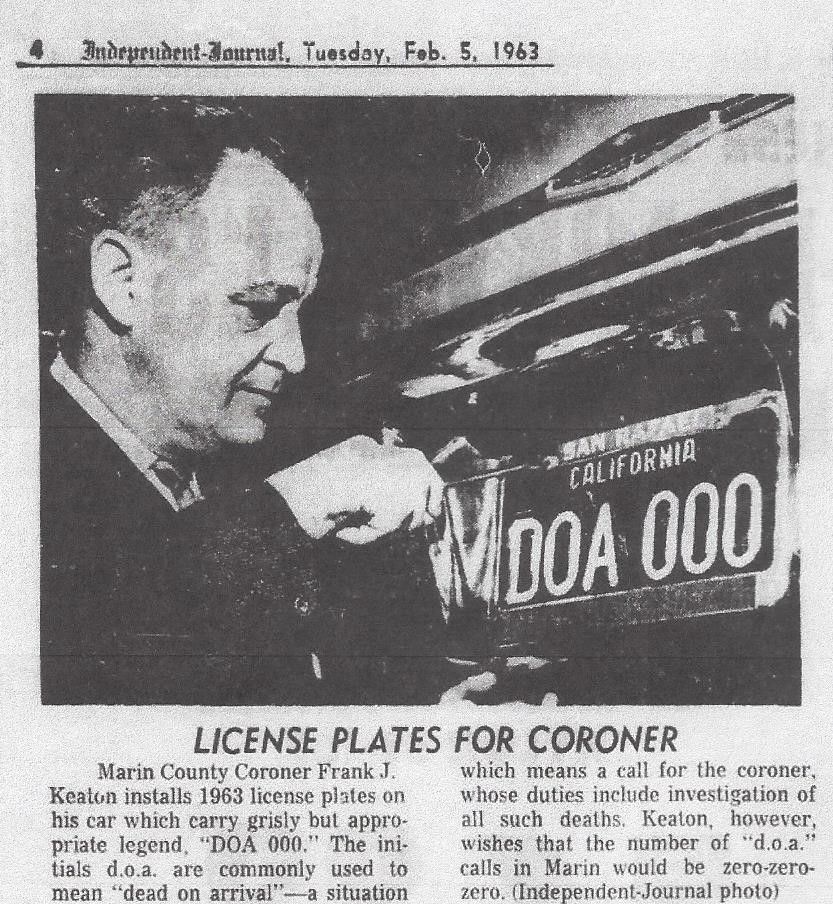 4 Independent-Journal, Tuesday, Feb. 5, 1963
SAN RAFAEL
CALIFORNIA
DOA 000
LICENSE PLATES FOR CORONER
Marin County Coroner Frank J.
Keaton installs 1963 license plates on
his car which carry grisly but appro-
priate legend, "DOA 000." The ini-
tials d.o.a. are commonly used to
mean "dead on arrival"—a situation
which means a call for the coroner,
whose duties include investigation of
all such deaths. Keaton, however,
wishes that the number of "d.o.a."
calls in Marin would be zero-zero-
zero. (Independent-Journal photo)